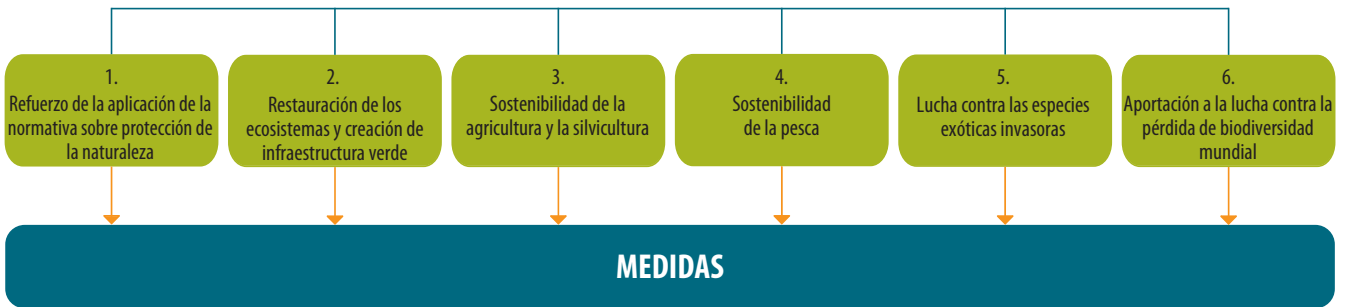 1.
Refuerzo de la aplicación de la
normativa sobre protección de
la naturaleza
2.
Restauración de los
ecosistemas y creación de
infraestructura verde
3.
Sostenibilidad de la
agricultura y la silvicultura
4.
Sostenibilidad
de la pesca
5.
Lucha contra las especies
exóticas invasoras
6.
Aportación a la lucha contra la
pérdida de biodiversidad
mundial
MEDIDAS